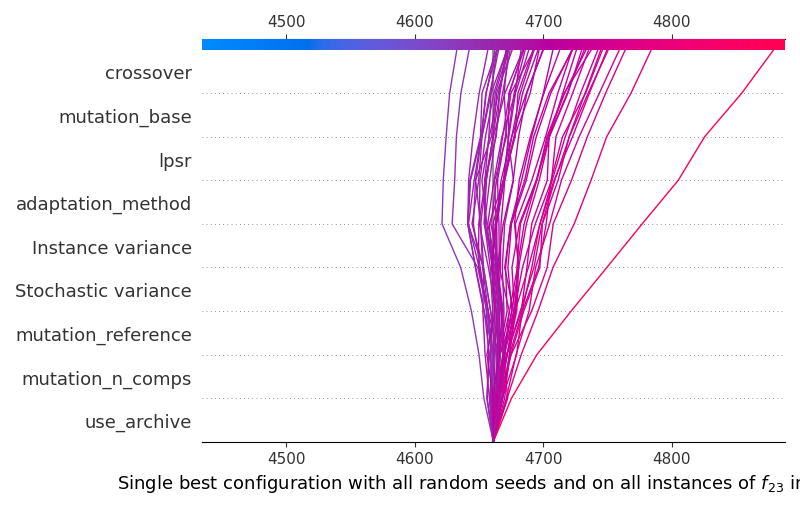 4500 4600 4700 4800
crossover
mutation_base
lpsr
adaptation_method
Instance variance
Stochastic variance
mutation_reference
mutation_n_comps
use_archive
4500 4600 4700 4800
Single best configuration with all random seeds and on all instances of f₂₃ in